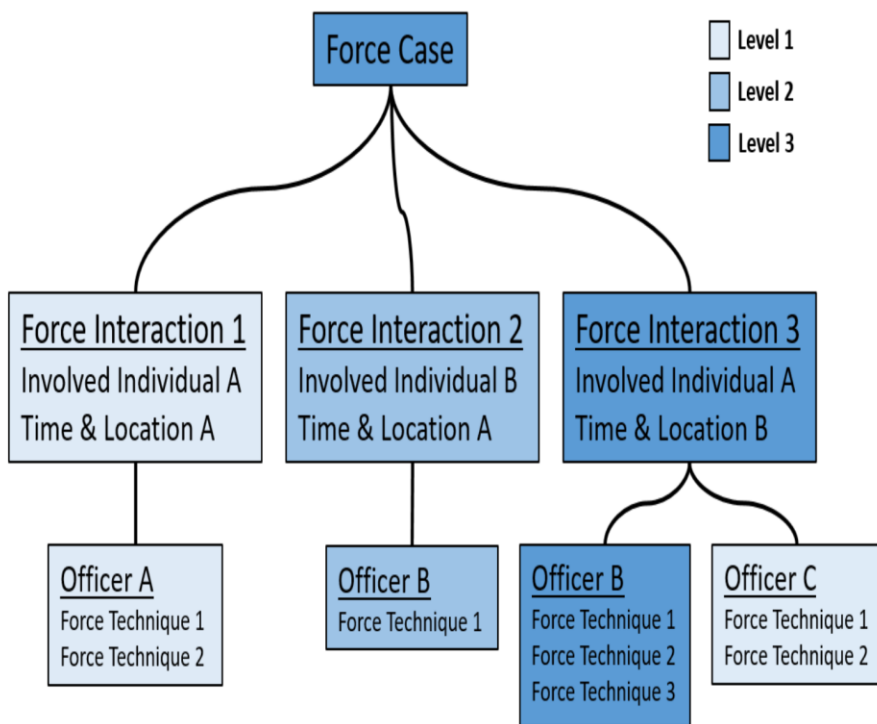 Force Case
Level 1
Level 2
Level 3
Force Interaction 1
Involved Individual A
Time & Location A
Force Interaction 2
Involved Individual B
Time & Location A
Force Interaction 3
Involved Individual A
Time & Location B
Officer A
Force Technique 1
Force Technique 2
Officer B
Force Technique 1
Officer B
Force Technique 1
Force Technique 2
Force Technique 3
Officer C
Force Technique 1
Force Technique 2